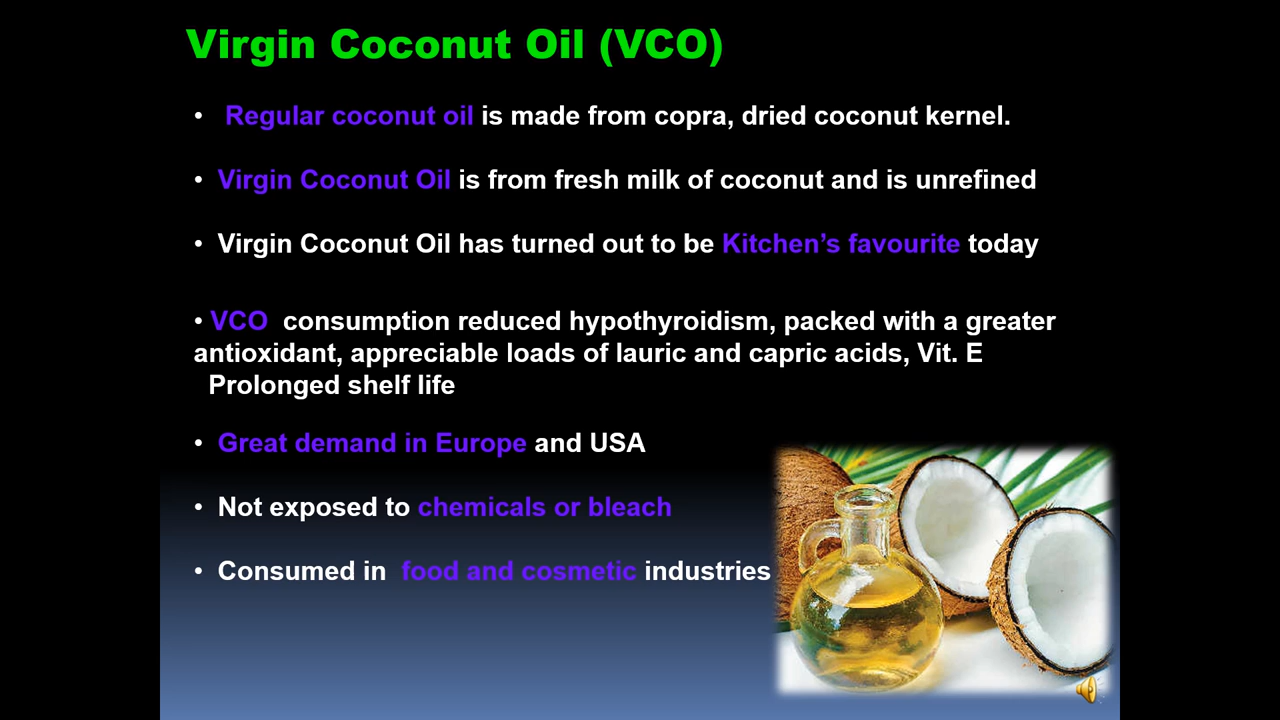 Virgin Coconut Oil (VCO)
• Regular coconut oil is made from copra, dried coconut kernel.
• Virgin Coconut Oil is from fresh milk of coconut and is unrefined
• Virgin Coconut Oil has turned out to be Kitchen’s favourite today
• VCO consumption reduced hypothyroidism, packed with a greater
antioxidant, appreciable loads of lauric and capric acids, Vit. E
Prolonged shelf life
• Great demand in Europe and USA
• Not exposed to chemicals or bleach
• Consumed in food and cosmetic industries